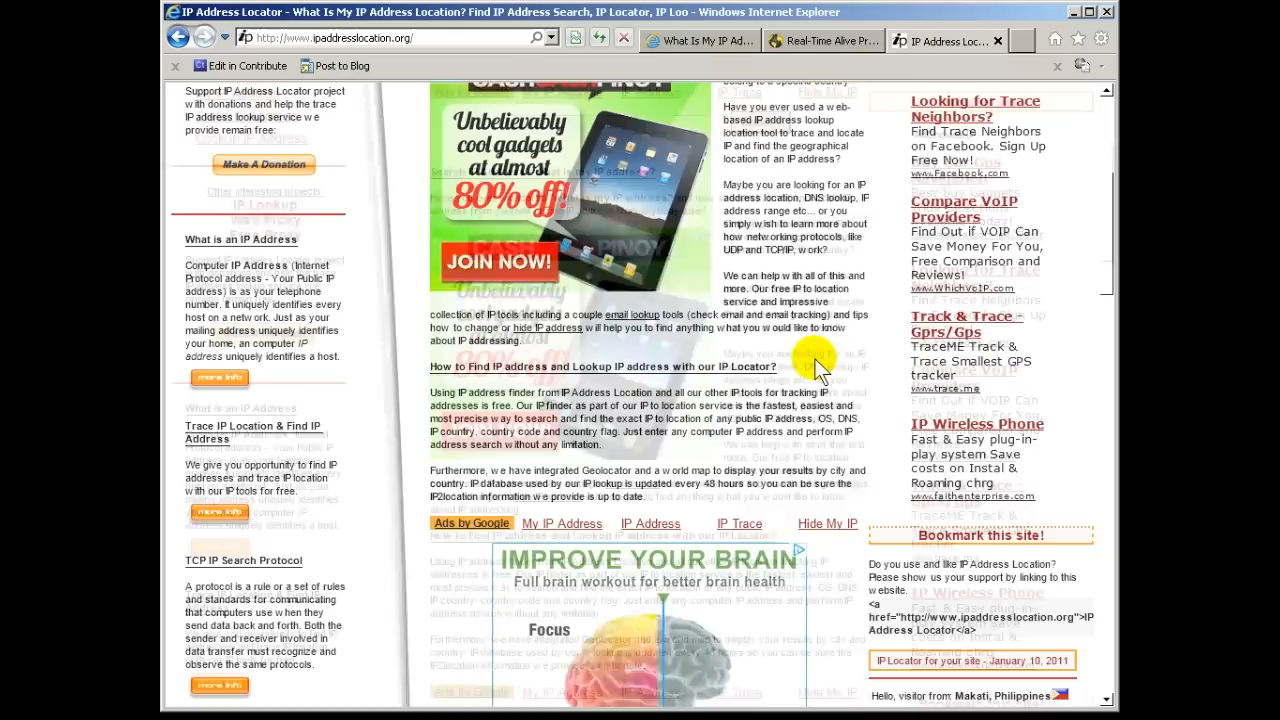 IP Address Locator - What Is My IP Address Location? Find IP Address Search, IP Locator, IP Loo - Windows Internet Explorer
http://www.ipaddresslocation.org/
What Is My IP Ad...
Real-Time Alive Pr...
IP Address Loc...
Edit in Contribute
Post to Blog
Support IP Address Locator project
with donations and help the trace
IP address lookup service we
provide remain free:
Make A Donation
Other interesting projects
IP Lookup
Web Proxy
What is an IP Address
Computer IP Address (Internet
Protocol address - Your Public IP
address) is as your telephone
number. It uniquely identifies every
host on a network. Just as your
mailing address uniquely identifies
your home, an computer IP
address uniquely identifies a host.
more info
Trace IP Location & Find IP
Address
We give you opportunity to find IP
addresses and trace IP location
with our IP tools for free.
more info
TCP IP Search Protocol
A protocol is a rule or a set of rules
and standards for communicating
that computers use when they
send data back and forth. Both the
sender and receiver involved in
data transfer must recognize and
observe the same protocols.
more info
Unbelievably
cool gadgets
at almost
80% off!
JOIN NOW!
Have you ever used a web-
based IP address lookup
location tool to trace and locate
IP and find the geographical
location of an IP address?
Maybe you are looking for an IP
address location, DNS lookup, IP
address range etc... or you
simply wish to learn more about
how networking protocols, like
UDP and TCP/IP, work?
We can help with all of this and
more. Our free IP to location
service and impressive
collection of IP tools including a couple email lookup tools (check email and email tracking) and tips
how to change or hide IP address will help you to find anything what you would like to know
about IP addressing.
How to Find IP address and Lookup IP address with our IP Locator?
Using IP address finder from IP Address Location and all our other IP tools for tracking IP
addresses is free. Our IP finder as part of our IP to location service is the fastest, easiest and
most precise way to search and find the exact IP to location of any public IP address, OS, DNS,
IP country, country code and country flag. Just enter any computer IP address and perform IP
address search without any limitation.
Furthermore, we have integrated Geolocator and a world map to display your results by city and
country. IP database used by our IP lookup is updated every 48 hours so you can be sure the
IP2location information we provide is up to date.
Ads by Google My IP Address IP Address IP Trace Hide My IP
IMPROVE YOUR BRAIN
Full brain workout for better brain health
Focus
Looking for Trace
Neighbors?
Find Trace Neighbors
on Facebook. Sign Up
Free Now!
www.Facebook.com
Compare VoIP
Providers
Find Out if VOIP Can
Save Money For You,
Free Comparison and
Reviews!
www.WhichVoIP.com
Track & Trace -
Gprs/Gps
TraceME Track &
Trace Smallest GPS
tracker
www.trace.me
IP Wireless Phone
Fast & Easy plug-in-
play system Save
costs on Instal &
Roaming chrg
www.faithenterprise.com
Bookmark this site!
Do you use and like IP Address Location?
Please show us your support by linking to this
website.
<a
href="http://www.ipaddresslocation.org">IP
Address Locator</a>
IP Locator for your site - January 10, 2011
Hello, visitor from: Makati, Philippines